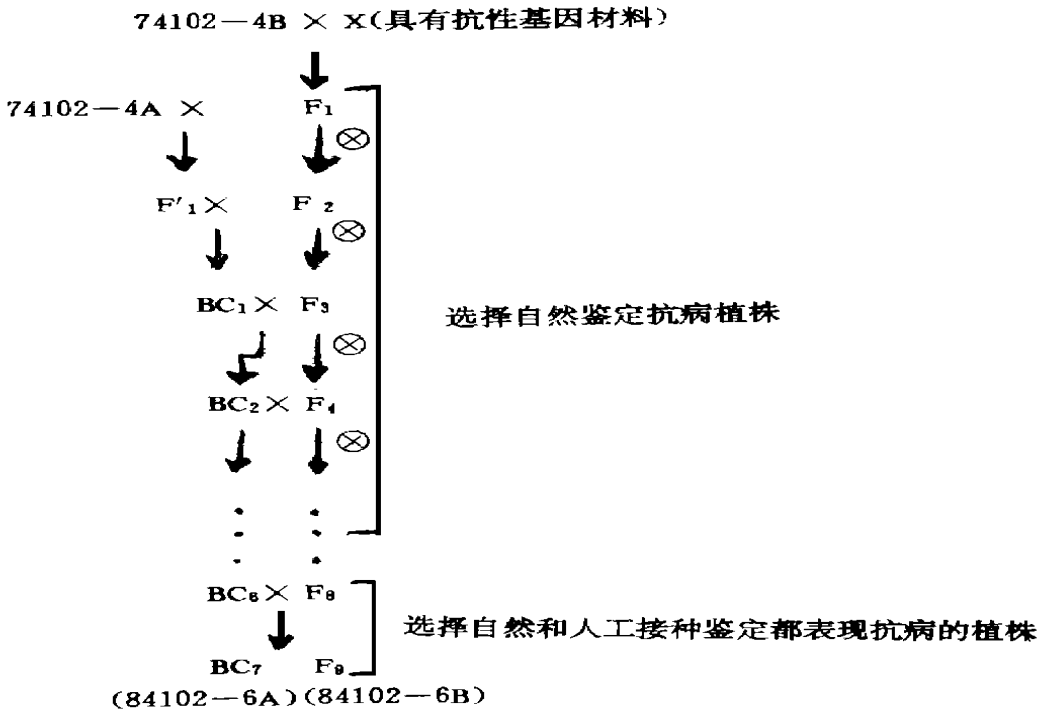 74102—4B × X(具有抗性基因材料)
74102—4A × F₁
⊗
F′₁× F₂
⊗
BC₁× F₃
选择自然鉴定抗病植株
⊗
BC₂× F₄
⊗
BC₆× F₈
选择自然和人工接种鉴定都表现抗病的植株
BC₇ F₉
(84102—6A)(84102—6B)